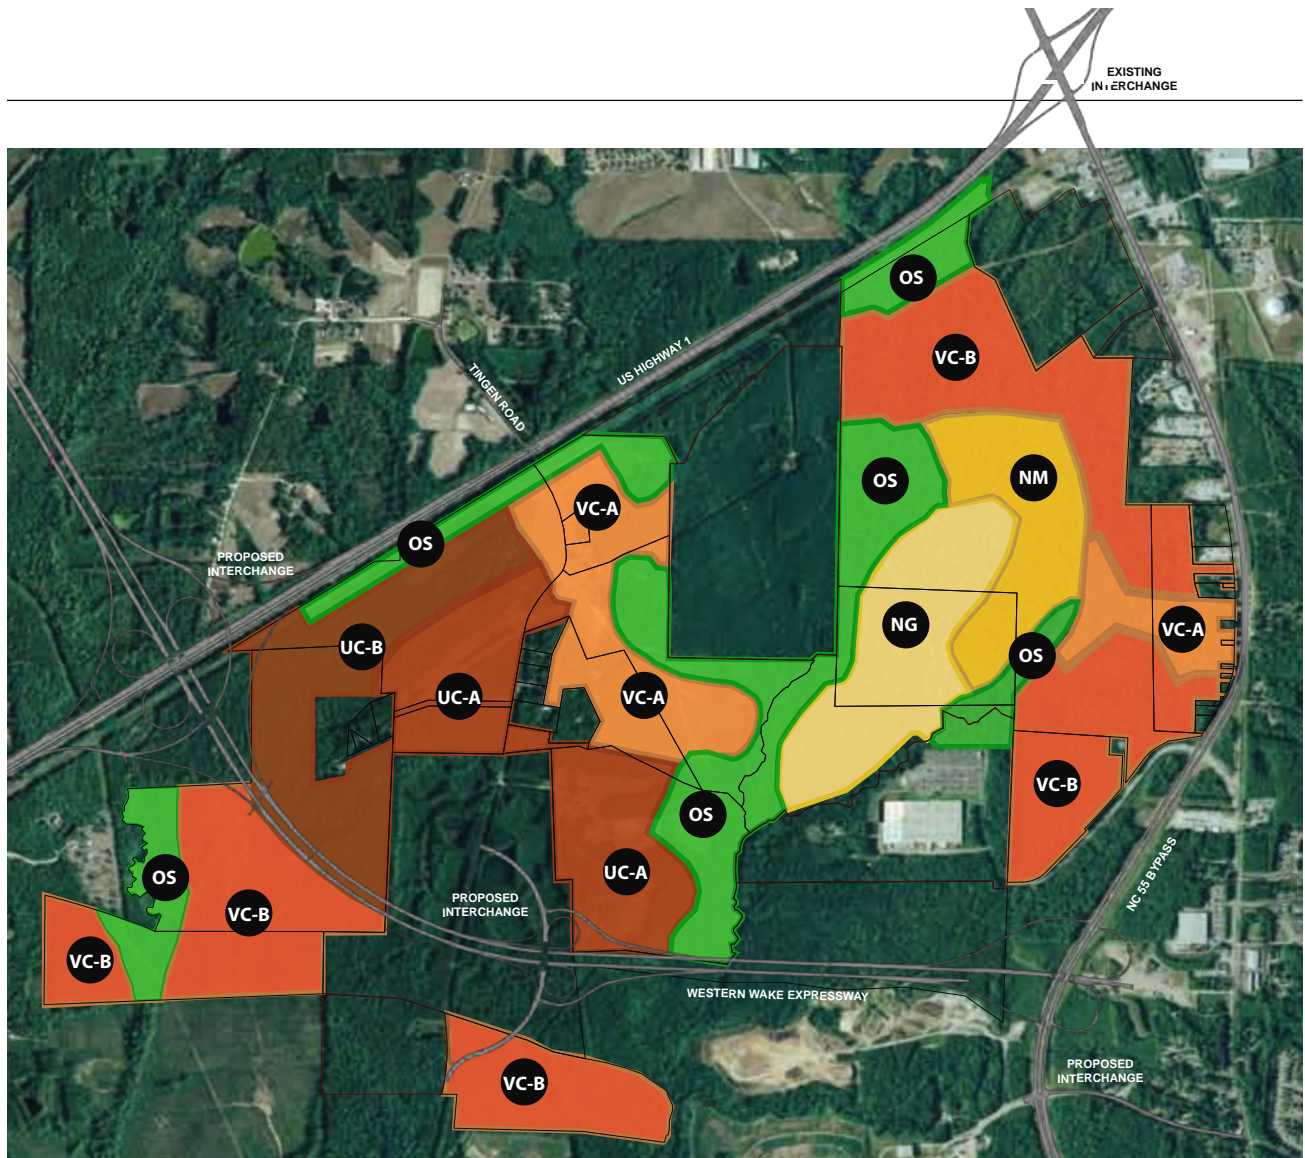 EXISTING
INTERCHANGE
OS
US HIGHWAY 1
VC-B
TINGEN ROAD
OS
NM
VC-A
OS
PROPOSED
INTERCHANGE
NG
VC-A
UC-B
OS
UC-A
VC-A
VC-B
OS
UC-A
OS
NC 55 BYPASS
PROPOSED
INTERCHANGE
VC-B
VC-B
WESTERN WAKE EXPRESSWAY
PROPOSED
INTERCHANGE
VC-B